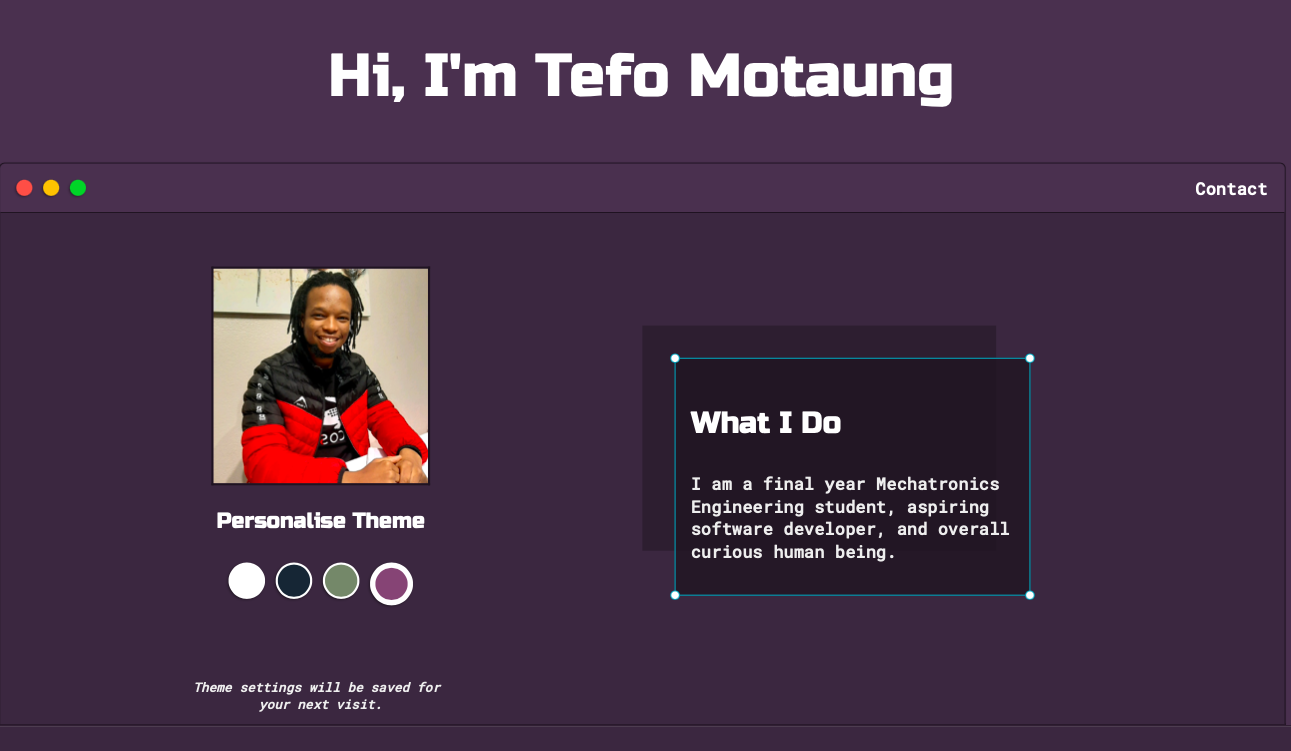 Hi, I'm Tefo Motaung
Contact
Personalise Theme
Theme settings will be saved for
your next visit.
What I Do
I am a final year Mechatronics
Engineering student, aspiring
software developer, and overall
curious human being.